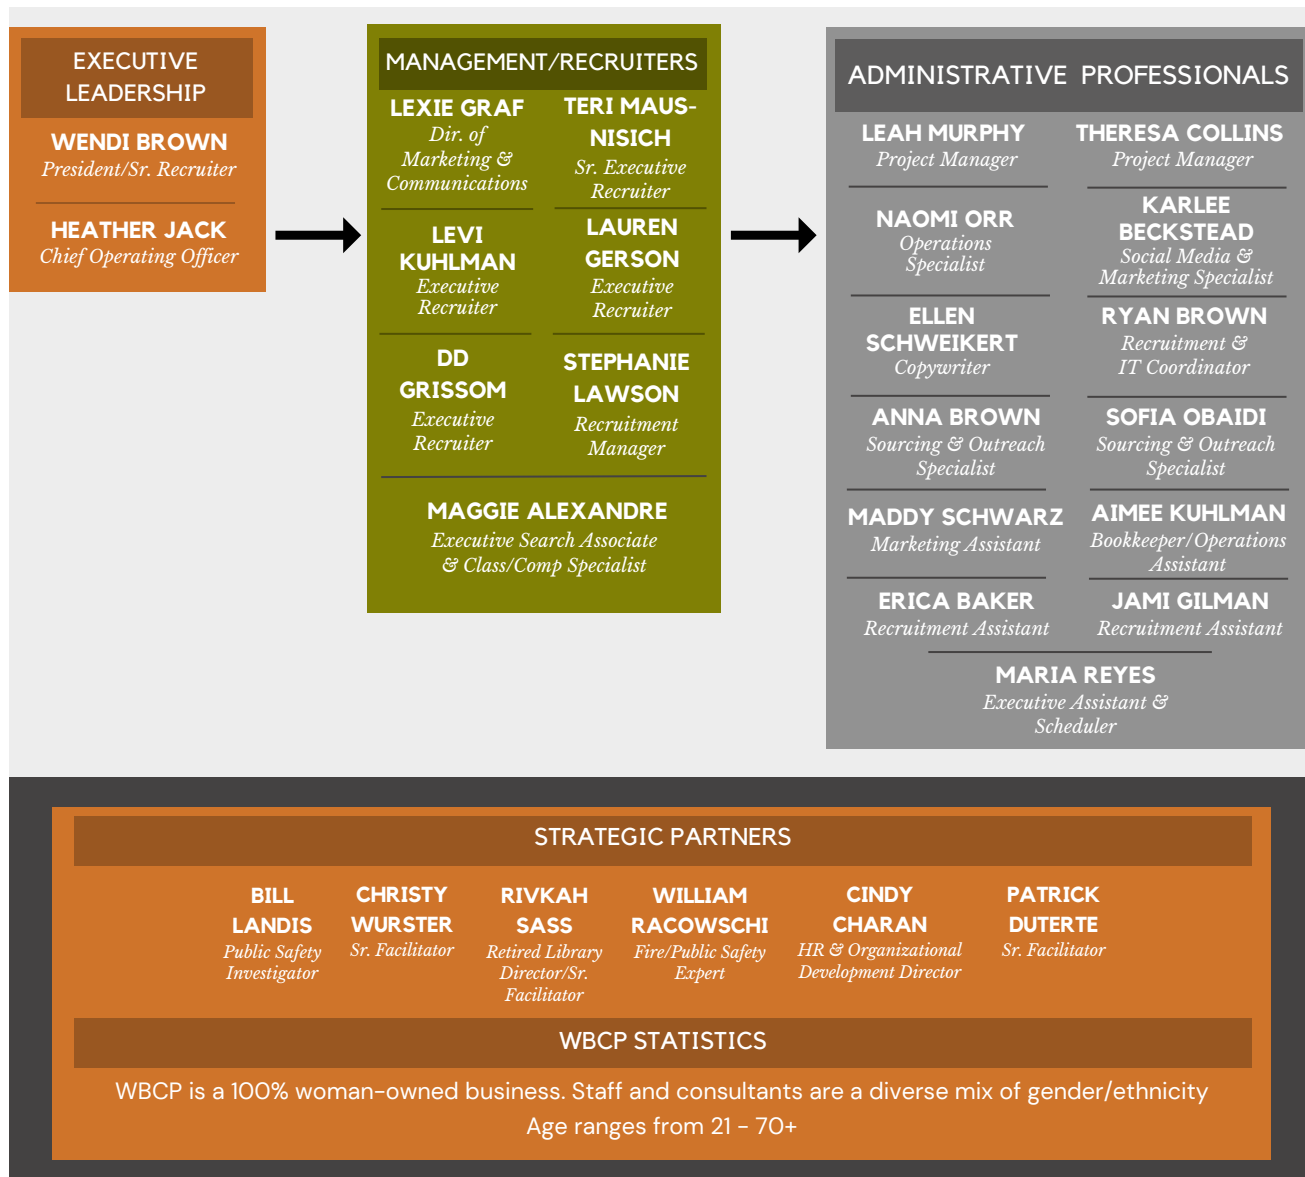 EXECUTIVE
LEADERSHIP
WENDI BROWN
President/Sr. Recruiter
HEATHER JACK
Chief Operating Officer
MANAGEMENT/RECRUITERS
LEXIE GRAF
Dir. of
Marketing &
Communications
TERI MAUS-
NISICH
Sr. Executive
Recruiter
LEVI
KUHLMAN
Executive
Recruiter
LAUREN
GERSON
Executive
Recruiter
DD
GRISSOM
Executive
Recruiter
STEPHANIE
LAWSON
Recruitment
Manager
MAGGIE ALEXANDRE
Executive Search Associate
& Class/Comp Specialist
ADMINISTRATIVE PROFESSIONALS
LEAH MURPHY
Project Manager
THERESA COLLINS
Project Manager
NAOMI ORR
Operations
Specialist
KARLEE
BECKSTEAD
Social Media &
Marketing Specialist
ELLEN
SCHWEIKERT
Copywriter
RYAN BROWN
Recruitment &
IT Coordinator
ANNA BROWN
Sourcing & Outreach
Specialist
SOFIA OBAIDI
Sourcing & Outreach
Specialist
MADDY SCHWARZ
Marketing Assistant
AIMEE KUHLMAN
Bookkeeper/Operations
Assistant
ERICA BAKER
Recruitment Assistant
JAMI GILMAN
Recruitment Assistant
MARIA REYES
Executive Assistant &
Scheduler
STRATEGIC PARTNERS
BILL
LANDIS
Public Safety
Investigator
CHRISTY
WURSTER
Sr. Facilitator
RIVKAH
SASS
Retired Library
Director/Sr.
Facilitator
WILLIAM
RACOWSCHI
Fire/Public Safety
Expert
CINDY
CHARAN
HR & Organizational
Development Director
PATRICK
DUTERTE
Sr. Facilitator
WBCP STATISTICS
WBCP is a 100% woman-owned business. Staff and consultants are a diverse mix of gender/ethnicity
Age ranges from 21 - 70+